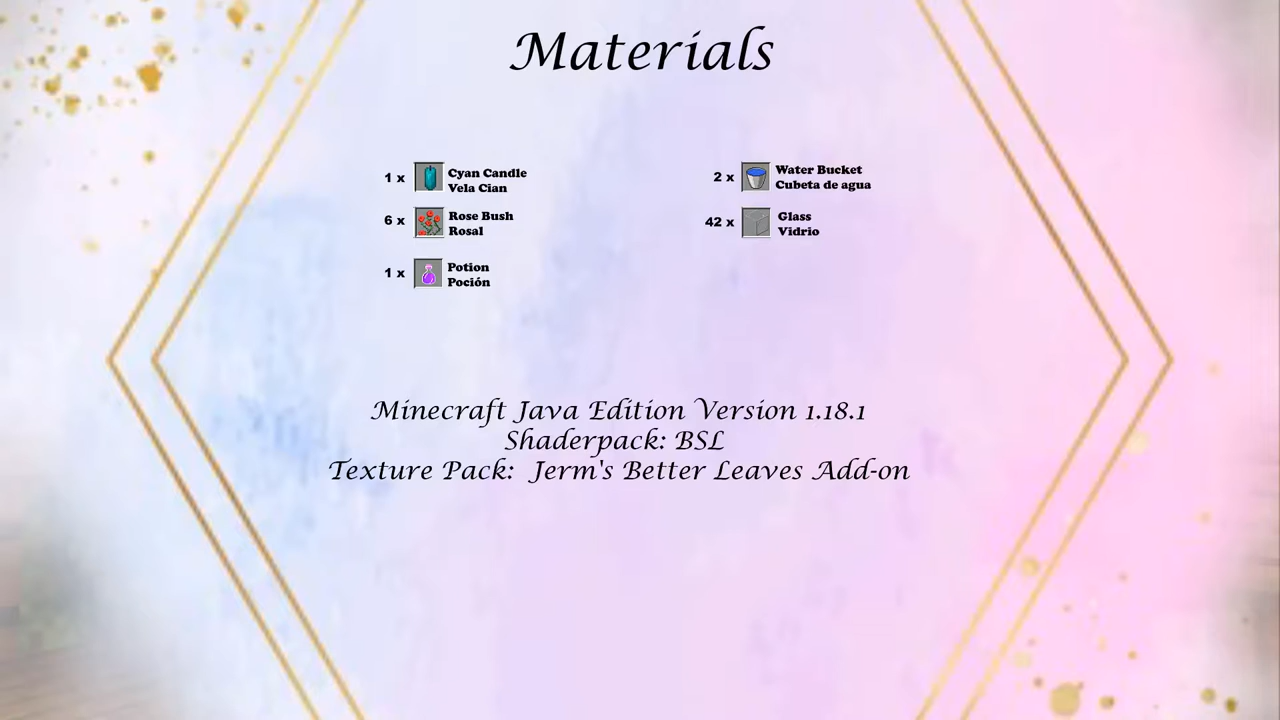 Materials
1 x Cyan Candle
Vela Cian
6 x Rose Bush
Rosal
1 x Potion
Poción
2 x Water Bucket
Cubeta de agua
42 x Glass
Vidrio
Minecraft Java Edition Version 1.18.1
Shaderpack: BSL
Texture Pack: Jerm's Better Leaves Add-on